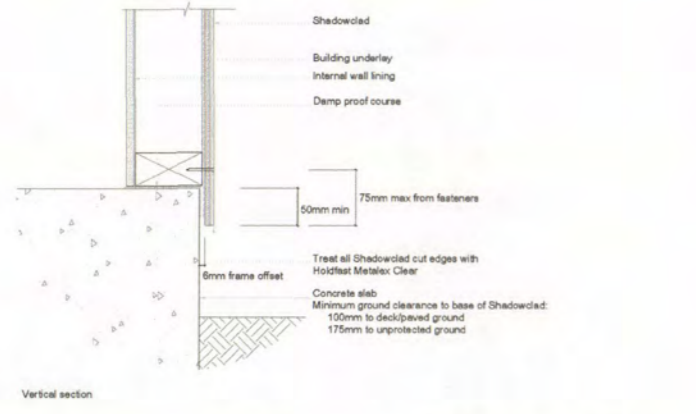 Shadowclad
Building underlay
Internal wall lining
Damp proof course
75mm max from fasteners
50mm min
Treat all Shadowclad cut edges with
Holdfast Metalex Clear
6mm frame offset
Concrete slab
Minimum ground clearance to base of Shadowclad:
100mm to deck/paved ground
175mm to unprotected ground
Vertical section